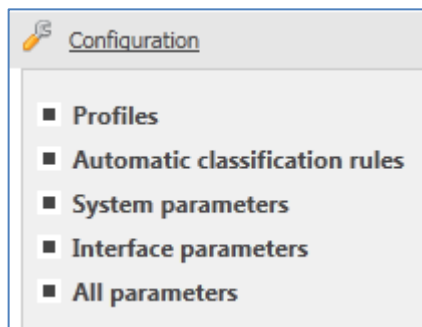 Configuration
Profiles
Automatic classification rules
System parameters
Interface parameters
All parameters